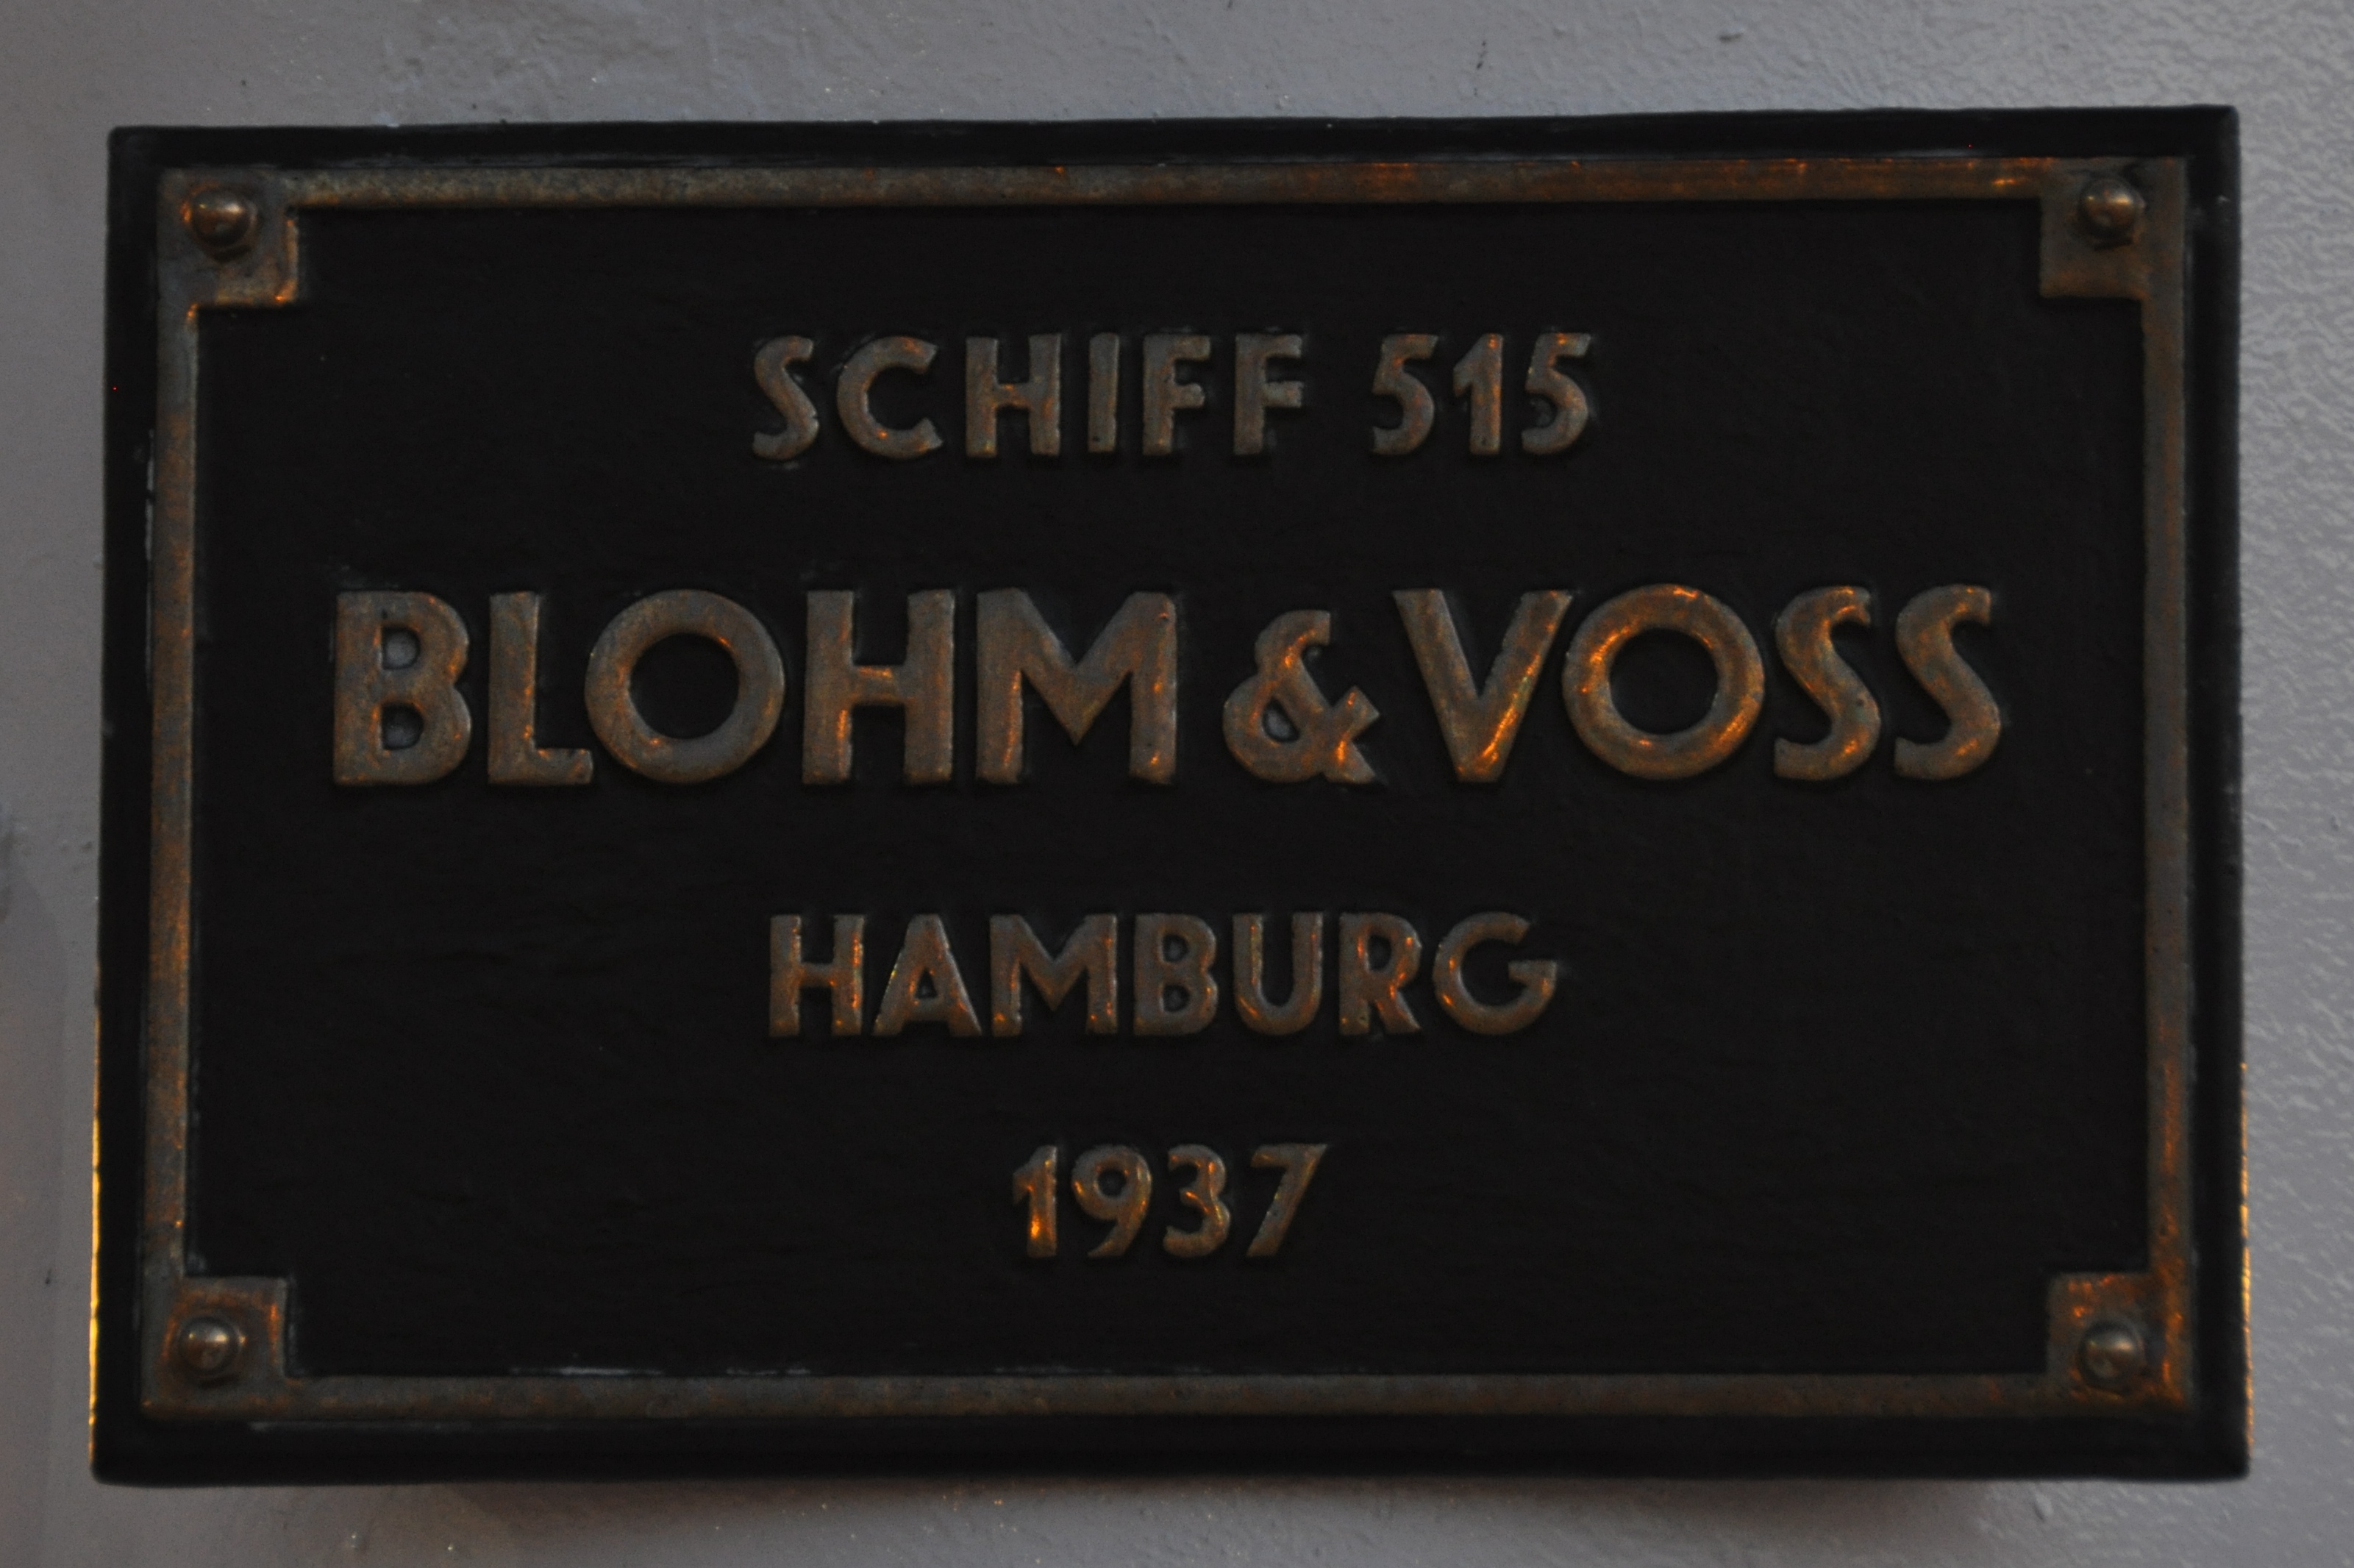 SCHIFF 515
BLOHM & VOSS
HAMBURG
1937